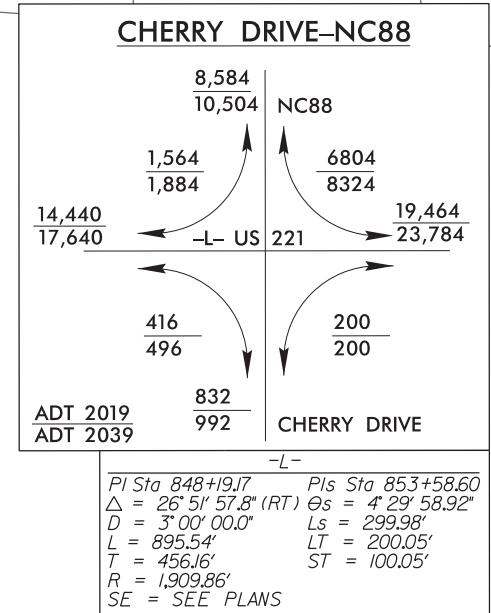 CHERRY DRIVE–NC88
8,584
10,504
NC88
1,564
1,884
6804
8324
14,440
17,640
19,464
23,784
–L– US 221
416
496
200
200
832
992
ADT 2019
ADT 2039
CHERRY DRIVE
–L–
PI Sta 848+19.17 PIs Sta 853+58.60
△ = 26° 51' 57.8" (RT) Θs = 4° 29' 58.92"
D = 3° 00' 00.0" Ls = 299.98'
L = 895.54' LT = 200.05'
T = 456.16' ST = 100.05'
R = 1,909.86'
SE = SEE PLANS